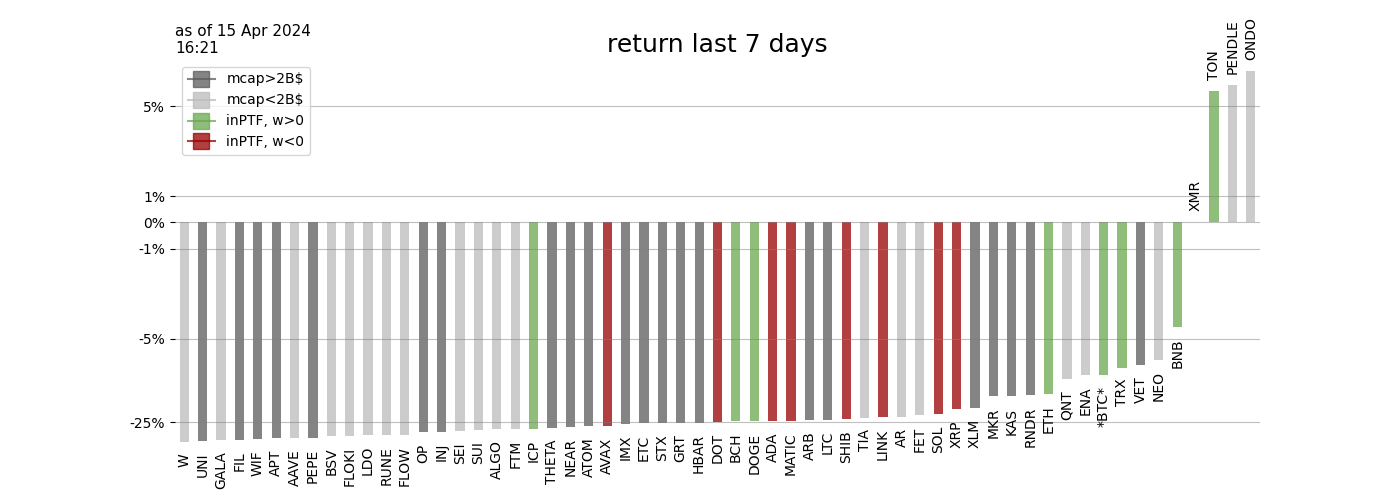 as of 15 Apr 2024
16:21
return last 7 days
mcap>2B$
mcap<2B$
inPTF, w>0
inPTF, w<0
5%
1%
0%
-1%
-5%
-25%
W
UNI
GALA
FIL
WIF
APT
AAVE
PEPE
BSV
FLOKI
LDO
RUNE
FLOW
OP
INJ
SEI
SUI
ALGO
FTM
ICP
THETA
NEAR
ATOM
AVAX
IMX
ETC
STX
GRT
HBAR
DOT
BCH
DOGE
ADA
MATIC
ARB
LTC
SHIB
TIA
LINK
AR
FET
SOL
XRP
XLM
MKR
KAS
RNDR
ETH
QNT
ENA
*BTC*
TRX
VET
NEO
BNB
XMR
TON
PENDLE
ONDO